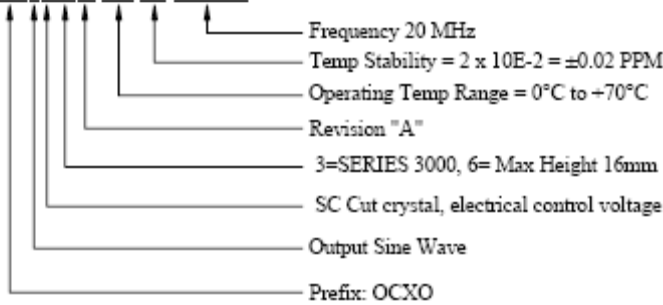 Frequency 20 MHz
Temp Stability = 2 x 10E-2 = ±0.02 PPM
Operating Temp Range = 0°C to +70°C
Revision "A"
3=SERIES 3000, 6= Max Height 16mm
SC Cut crystal, electrical control voltage
Output Sine Wave
Prefix: OCXO